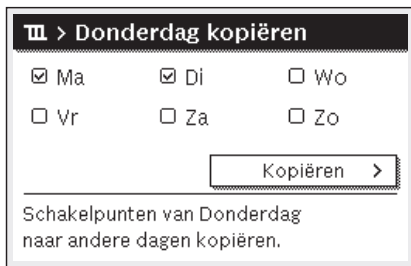 > Donderdag kopiëren
Ma Di Wo
Vr Za Zo
Kopiëren >
Schakelpunten van Donderdag
naar andere dagen kopiëren.